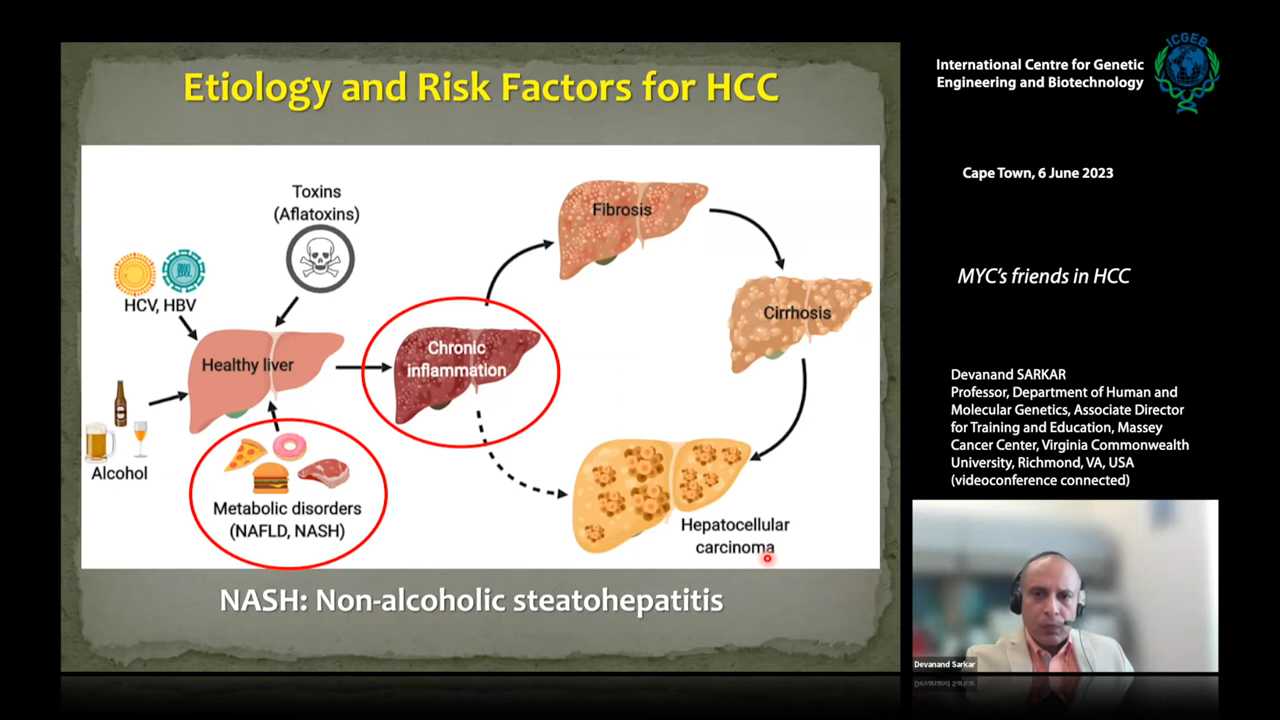 Etiology and Risk Factors for HCC
Toxins
(Aflatoxins)
HCV, HBV
Healthy liver
Alcohol
Metabolic disorders
(NAFLD, NASH)
Chronic
inflammation
Fibrosis
Cirrhosis
Hepatocellular
carcinoma
NASH: Non-alcoholic steatohepatitis
International Centre for Genetic
Engineering and Biotechnology
ICGEB
Cape Town, 6 June 2023
MYC's friends in HCC
Devanand SARKAR
Professor, Department of Human and
Molecular Genetics, Associate Director
for Training and Education, Massey
Cancer Center, Virginia Commonwealth
University, Richmond, VA, USA
(videoconference connected)
Devanand Sarkar